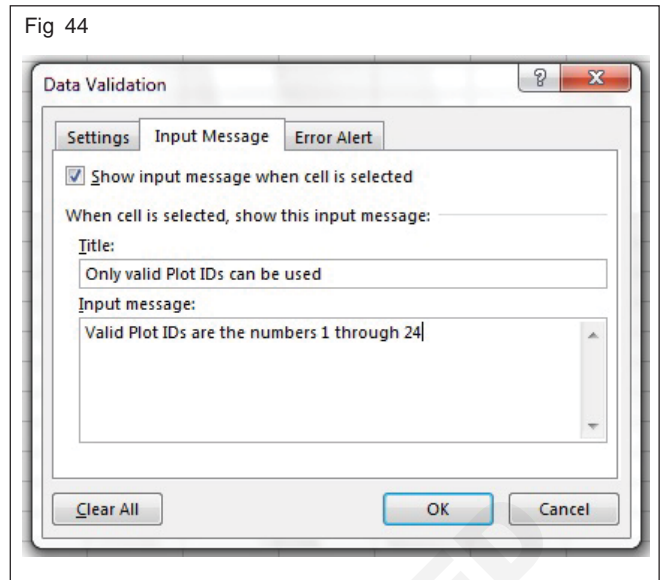 Fig 44
Data Validation
Settings Input Message Error Alert
Show input message when cell is selected
When cell is selected, show this input message:
Title:
Only valid Plot IDs can be used
Input message:
Valid Plot IDs are the numbers 1 through 24
Clear All OK Cancel